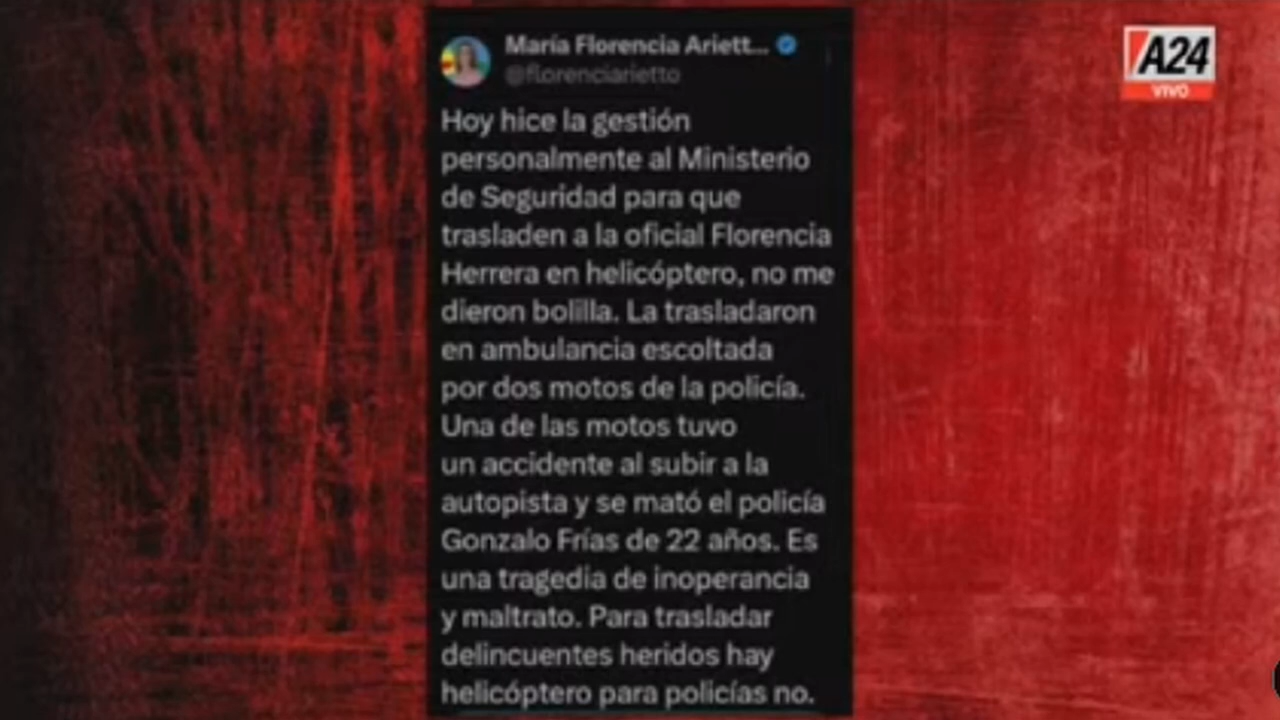 María Florencia Ariett...
@florenciarietto
Hoy hice la gestión
personalmente al Ministerio
de Seguridad para que
trasladen a la oficial Florencia
Herrera en helicóptero, no me
dieron bolilla. La trasladaron
en ambulancia escoltada
por dos motos de la policía.
Una de las motos tuvo
un accidente al subir a la
autopista y se mató el policía
Gonzalo Frías de 22 años. Es
una tragedia de inoperancia
y maltrato. Para trasladar
delincuentes heridos hay
helicóptero para policías no.
A24
VIVO